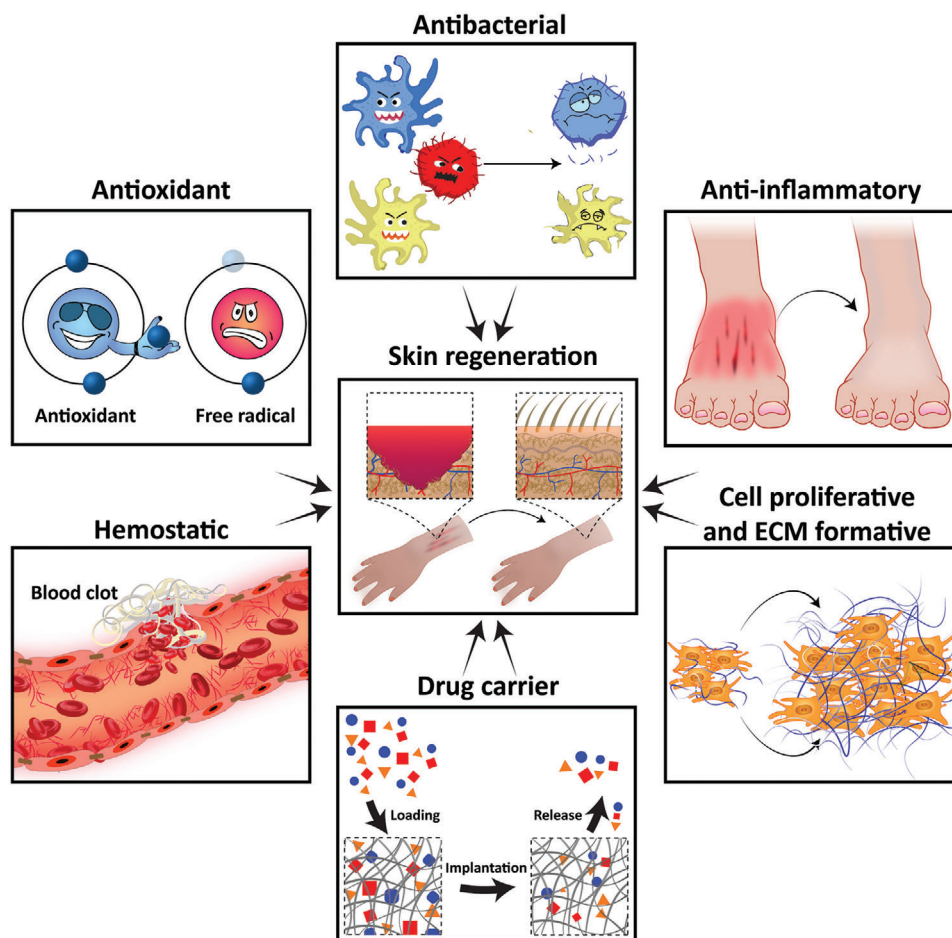 Antibacterial
Antioxidant
Antioxidant
Free radical
Anti-inflammatory
Skin regeneration
Hemostatic
Blood clot
Cell proliferative
and ECM formative
Drug carrier
Loading
Release
Implantation